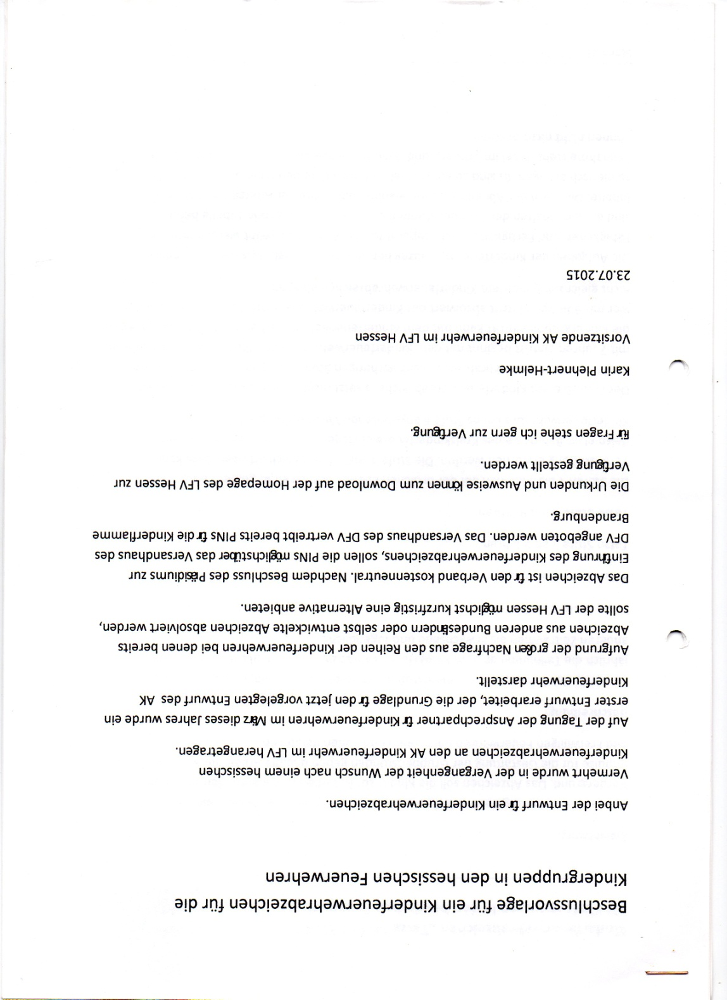 Beschlussvorlage für ein Kinderfeuerwehrabzeichen für die
Kindergruppen in den hessischen Feuerwehren
Anbei der Entwurf für ein Kinderfeuerwehrabzeichen.
Vermehrt wurde in der Vergangenheit der Wunsch nach einem hessischen
Kinderfeuerwehrabzeichen an den AK Kinderfeuerwehr im LFV herangetragen.
Auf der Tagung der Ansprechpartner für Kinderfeuerwehren im März dieses Jahres wurde ein
erster Entwurf erarbeitet, der die Grundlage für den jetzt vorgelegten Entwurf des  AK
Kinderfeuerwehr darstellt.
Aufgrund der großen Nachfrage aus den Reihen der Kinderfeuerwehren bei denen bereits
Abzeichen aus anderen Bundesländern oder selbst entwickelte Abzeichen absolviert werden,
sollte der LFV Hessen möglichst kurzfristig eine Alternative anbieten.
Das Abzeichen ist für den Verband kostenneutral. Nachdem Beschluss des Präsidiums zur
Einführung des Kinderfeuerwehrabzeichens, sollen die PINs möglichst über das Versandhaus des
DFV angeboten werden. Das Versandhaus des DFV vertreibt bereits PINs für die Kinderflamme
Brandenburg.
Die Urkunden und Ausweise können zum Download auf der Homepage des LFV Hessen zur
Verfügung gestellt werden.
Für Fragen stehe ich gern zur Verfügung.
Karin Plehnert-Helmke
Vorsitzende AK Kinderfeuerwehr im LFV Hessen
23.07.2015